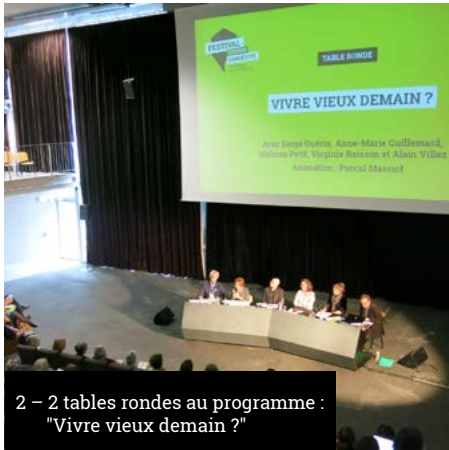 FESTIVAL
TABLE RONDE
VIVRE VIEUX DEMAIN ?
Avec Serge Guérin, Anne-Marie Guillemard,
Mélissa Petit, Virginie Raisson et Alain Villez
Animation : Pascal Massiot
2 – 2 tables rondes au programme :
"Vivre vieux demain ?"